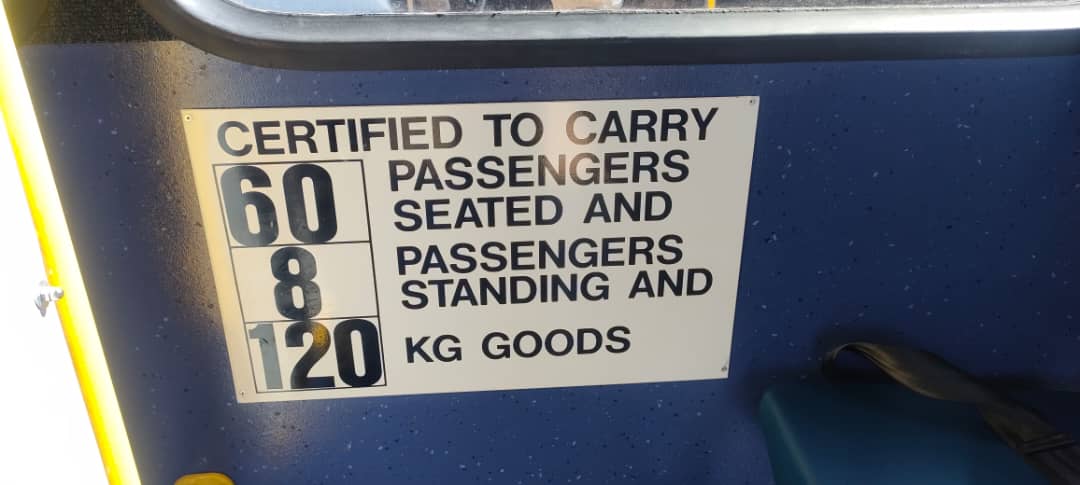 CERTIFIED TO CARRY
60 PASSENGERS
SEATED AND
8 PASSENGERS
STANDING AND
120 KG GOODS